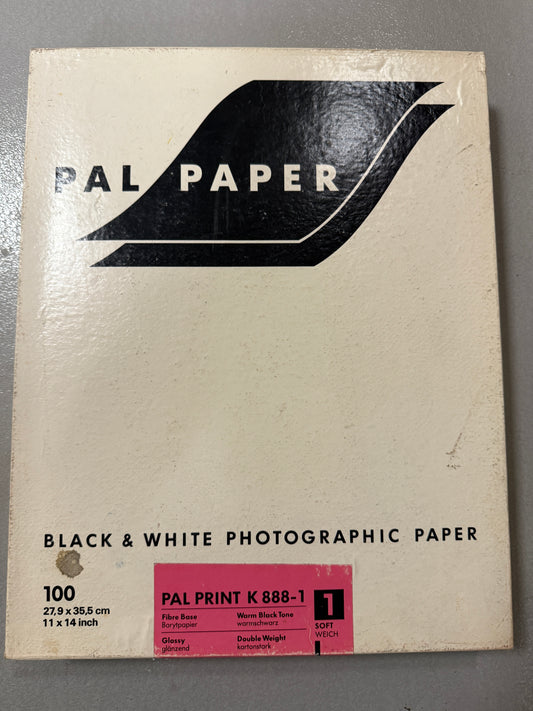 PAL PAPER
BLACK & WHITE PHOTOGRAPHIC PAPER
100
27,9 x 35,5 cm
11 x 14 inch
PAL PRINT K 888-1
Fibre Base
Barytpapier
Warm Black Tone
warmschwarz
Glossy
glänzend
Double Weight
kartonstark
1
SOFT
WEICH